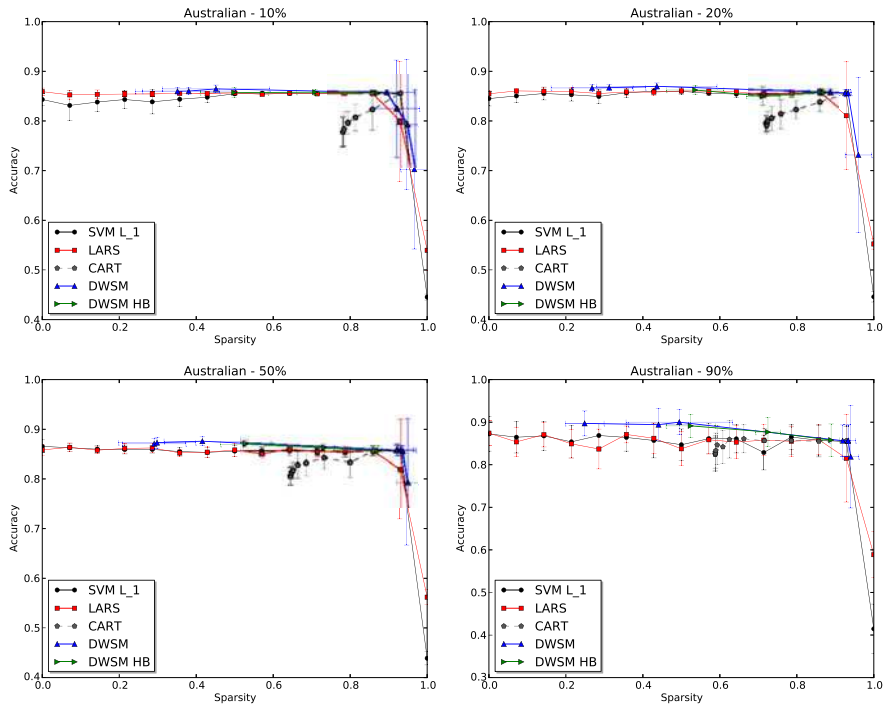 Australian - 10%
1.0
0.9
0.8
0.7
0.6
0.5
0.4
Accuracy
SVM L_1
LARS
CART
DWSM
DWSM HB
0.0 0.2 0.4 0.6 0.8 1.0
Sparsity
Australian - 20%
1.0
0.9
0.8
0.7
0.6
0.5
0.4
Accuracy
SVM L_1
LARS
CART
DWSM
DWSM HB
0.0 0.2 0.4 0.6 0.8 1.0
Sparsity
Australian - 50%
1.0
0.9
0.8
0.7
0.6
0.5
0.4
Accuracy
SVM L_1
LARS
CART
DWSM
DWSM HB
0.0 0.2 0.4 0.6 0.8 1.0
Sparsity
Australian - 90%
1.0
0.9
0.8
0.7
0.6
0.5
0.4
0.3
Accuracy
SVM L_1
LARS
CART
DWSM
DWSM HB
0.0 0.2 0.4 0.6 0.8 1.0
Sparsity